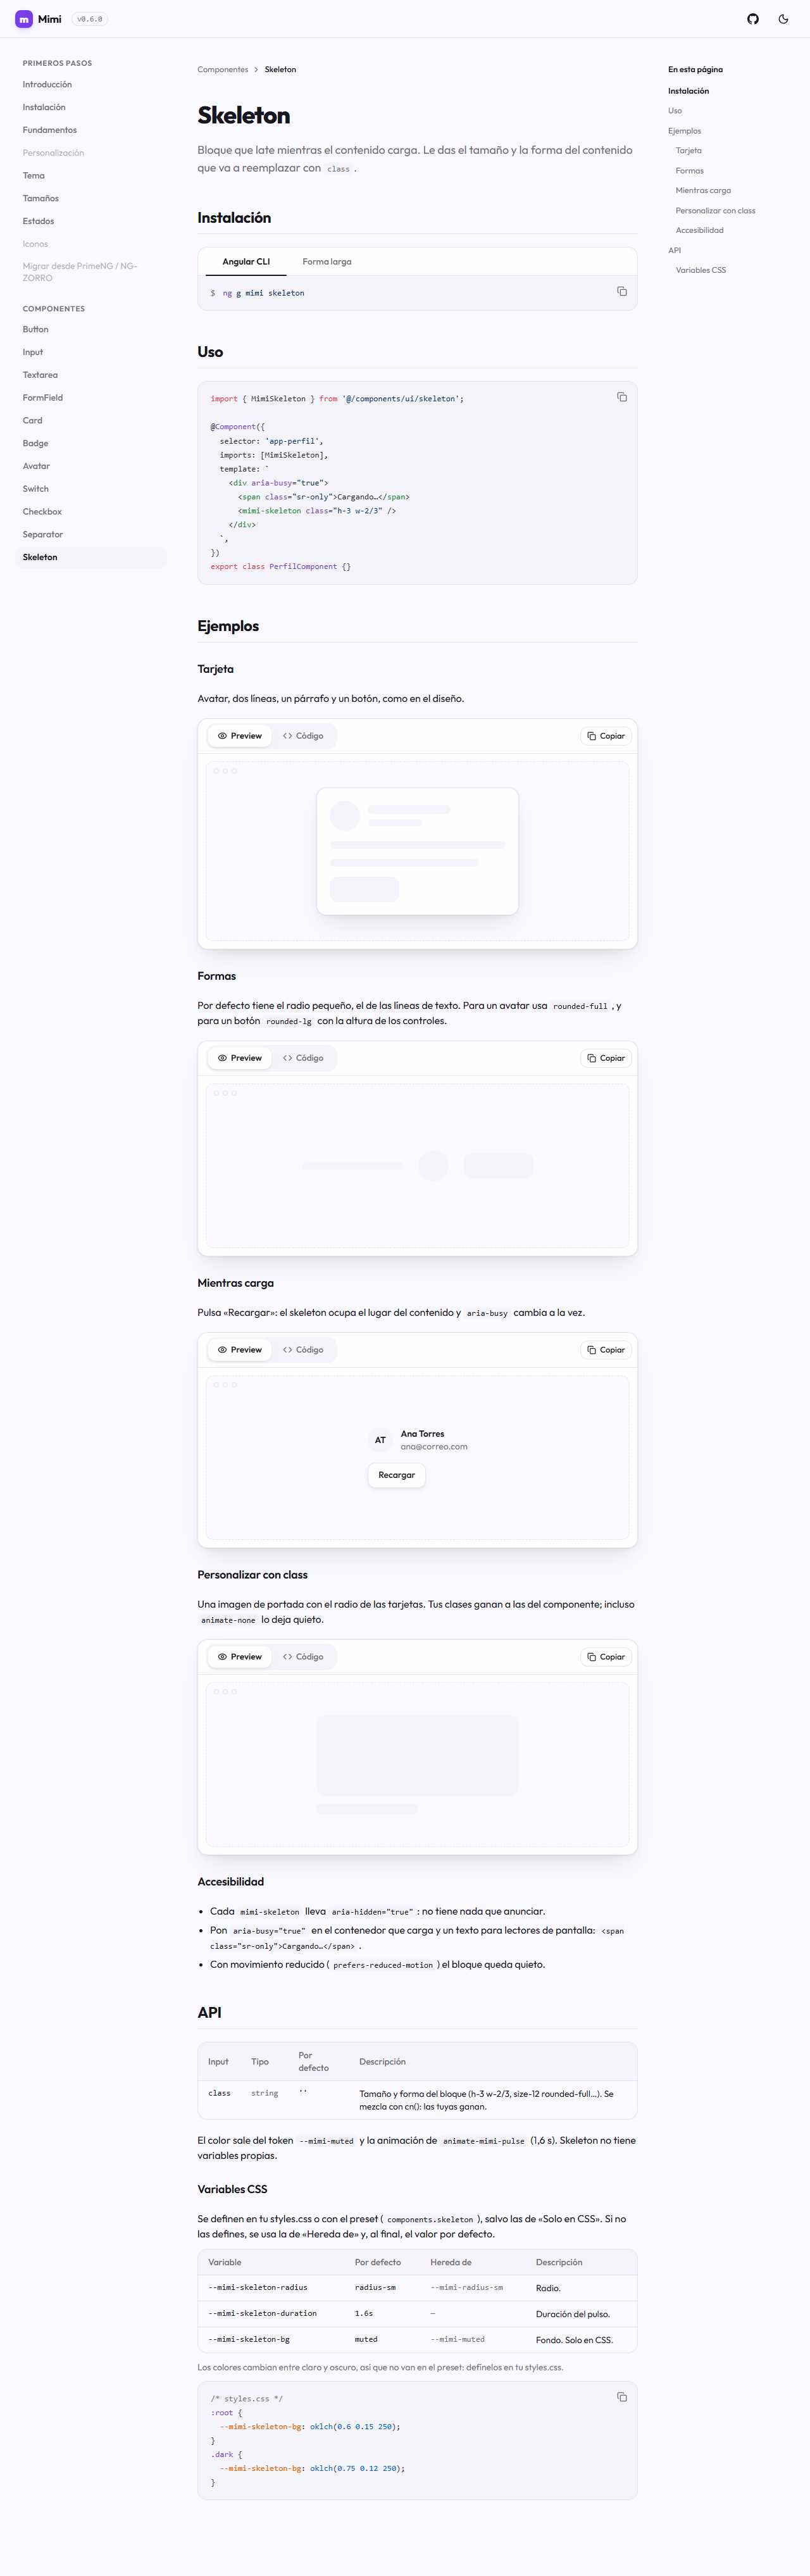 m Mimi v0.6.0
PRIMEROS PASOS
Introducción
Instalación
Fundamentos
Personalización
Tema
Tamaños
Estados
Iconos
Migrar desde PrimeNG / NG-
ZORRO
COMPONENTES
Button
Input
Textarea
FormField
Card
Badge
Avatar
Switch
Checkbox
Separator
Skeleton
Componentes > Skeleton
Skeleton
Bloque que late mientras el contenido carga. Le das el tamaño y la forma del contenido
que va a reemplazar con class .
Instalación
Angular CLI Forma larga
$ ng g mimi skeleton
Uso
import { MimiSkeleton } from '@/components/ui/skeleton';
@Component({
selector: 'app-perfil',
imports: [MimiSkeleton],
template: `
<div aria-busy="true">
<span class="sr-only">Cargando…</span>
<mimi-skeleton class="h-3 w-2/3" />
</div>
`,
})
export class PerfilComponent {}
Ejemplos
Tarjeta
Avatar, dos líneas, un párrafo y un botón, como en el diseño.
Preview Código Copiar
Formas
Por defecto tiene el radio pequeño, el de las líneas de texto. Para un avatar usa rounded-full , y
para un botón rounded-lg con la altura de los controles.
Preview Código Copiar
Mientras carga
Pulsa «Recargar»: el skeleton ocupa el lugar del contenido y aria-busy cambia a la vez.
Preview Código Copiar
AT
Ana Torres
ana@correo.com
Recargar
Personalizar con class
Una imagen de portada con el radio de las tarjetas. Tus clases ganan a las del componente; incluso
animate-none lo deja quieto.
Preview Código Copiar
Accesibilidad
• Cada mimi-skeleton lleva aria-hidden="true" : no tiene nada que anunciar.
• Pon aria-busy="true" en el contenedor que carga y un texto para lectores de pantalla: <span
class="sr-only">Cargando…</span> .
• Con movimiento reducido ( prefers-reduced-motion ) el bloque queda quieto.
API
Input Tipo Por
defecto Descripción
class string '' Tamaño y forma del bloque (h-3 w-2/3, size-12 rounded-full…). Se
mezcla con cn(): las tuyas ganan.
El color sale del token --mimi-muted y la animación de animate-mimi-pulse (1,6 s). Skeleton no tiene
variables propias.
Variables CSS
Se definen en tu styles.css o con el preset ( components.skeleton ), salvo las de «Solo en CSS». Si no
las defines, se usa la de «Hereda de» y, al final, el valor por defecto.
Variable Por defecto Hereda de Descripción
--mimi-skeleton-radius radius-sm --mimi-radius-sm Radio.
--mimi-skeleton-duration 1.6s — Duración del pulso.
--mimi-skeleton-bg muted --mimi-muted Fondo. Solo en CSS.
Los colores cambian entre claro y oscuro, así que no van en el preset: defínelos en tu styles.css.
/* styles.css */
:root {
--mimi-skeleton-bg: oklch(0.6 0.15 250);
}
.dark {
--mimi-skeleton-bg: oklch(0.75 0.12 250);
}
En esta página
Instalación
Uso
Ejemplos
Tarjeta
Formas
Mientras carga
Personalizar con class
Accesibilidad
API
Variables CSS